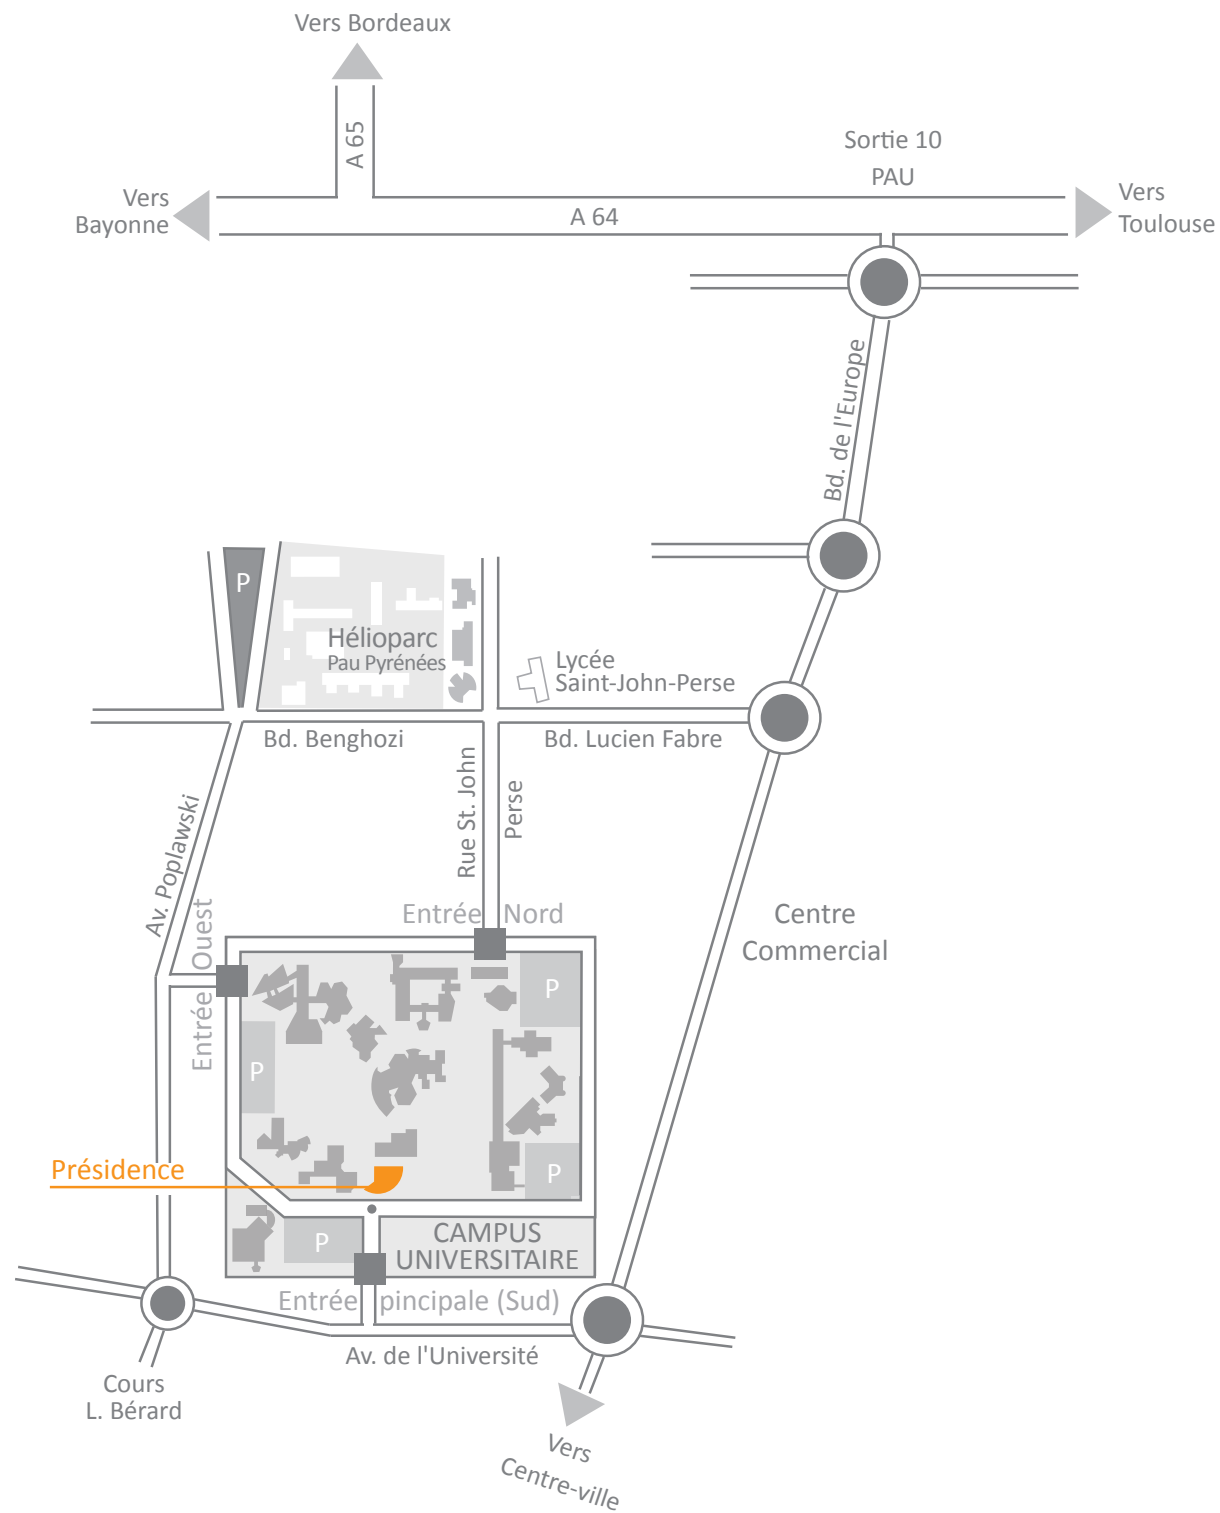 Vers Bordeaux
A 65
Sortie 10
PAU
Vers
Bayonne
A 64
Vers
Toulouse
Bd. de l'Europe
P
Hélioparc
Pau Pyrénées
Lycée
Saint-John-Perse
Bd. Benghozi
Bd. Lucien Fabre
Rue St. John
Perse
Av. Poplawski
Entrée Nord
Entrée Ouest
Centre
Commercial
P
P
P
Présidence
P
CAMPUS
UNIVERSITAIRE
Entrée pincipale (Sud)
Av. de l'Université
Cours
L. Bérard
Vers
Centre-ville